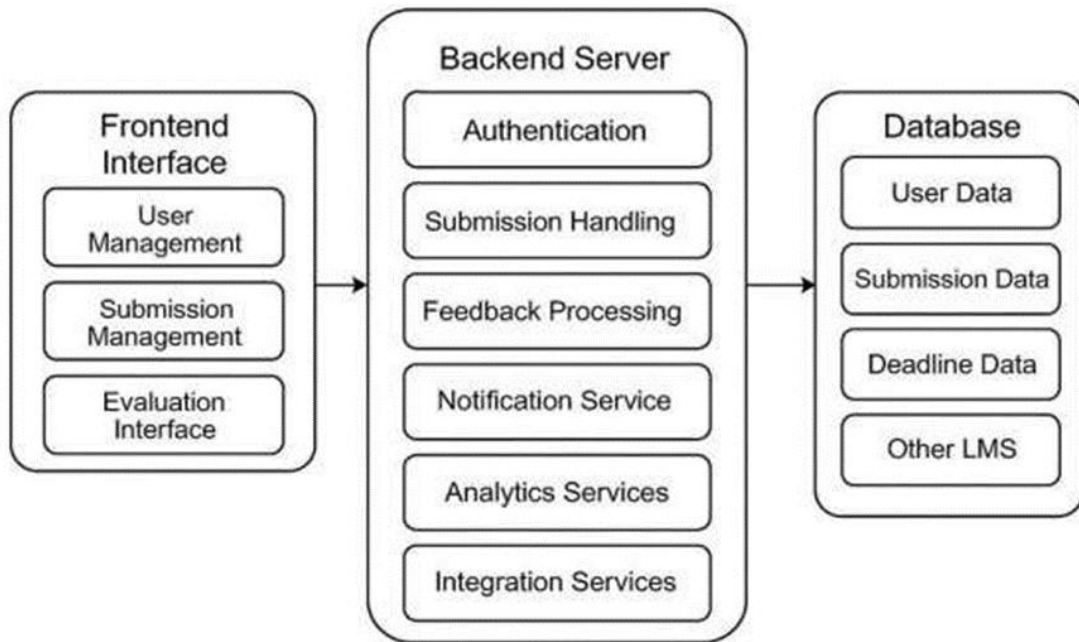 Frontend
Interface
User
Management
Submission
Management
Evaluation
Interface
Backend Server
Authentication
Submission Handling
Feedback Processing
Notification Service
Analytics Services
Integration Services
Database
User Data
Submission Data
Deadline Data
Other LMS